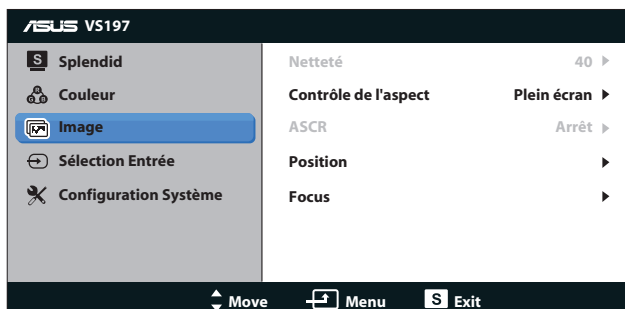 ASUS VS197
S Splendid
Couleur
Image
Sélection Entrée
Configuration Système
Netteté 40
Contrôle de l'aspect Plein écran
ASCR Arrêt
Position
Focus
Move Menu S Exit